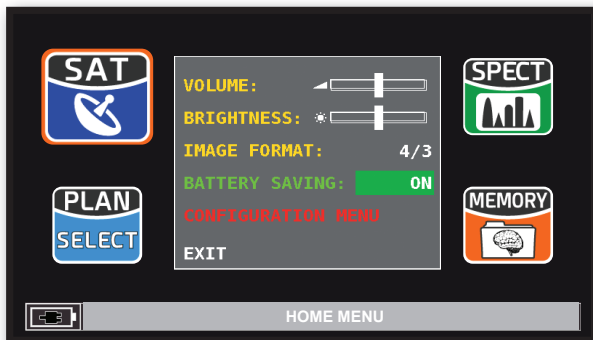 SAT
PLAN
SELECT
VOLUME:
BRIGHTNESS:
IMAGE FORMAT: 4/3
BATTERY SAVING: ON
CONFIGURATION MENU
EXIT
SPECT
MEMORY
HOME MENU